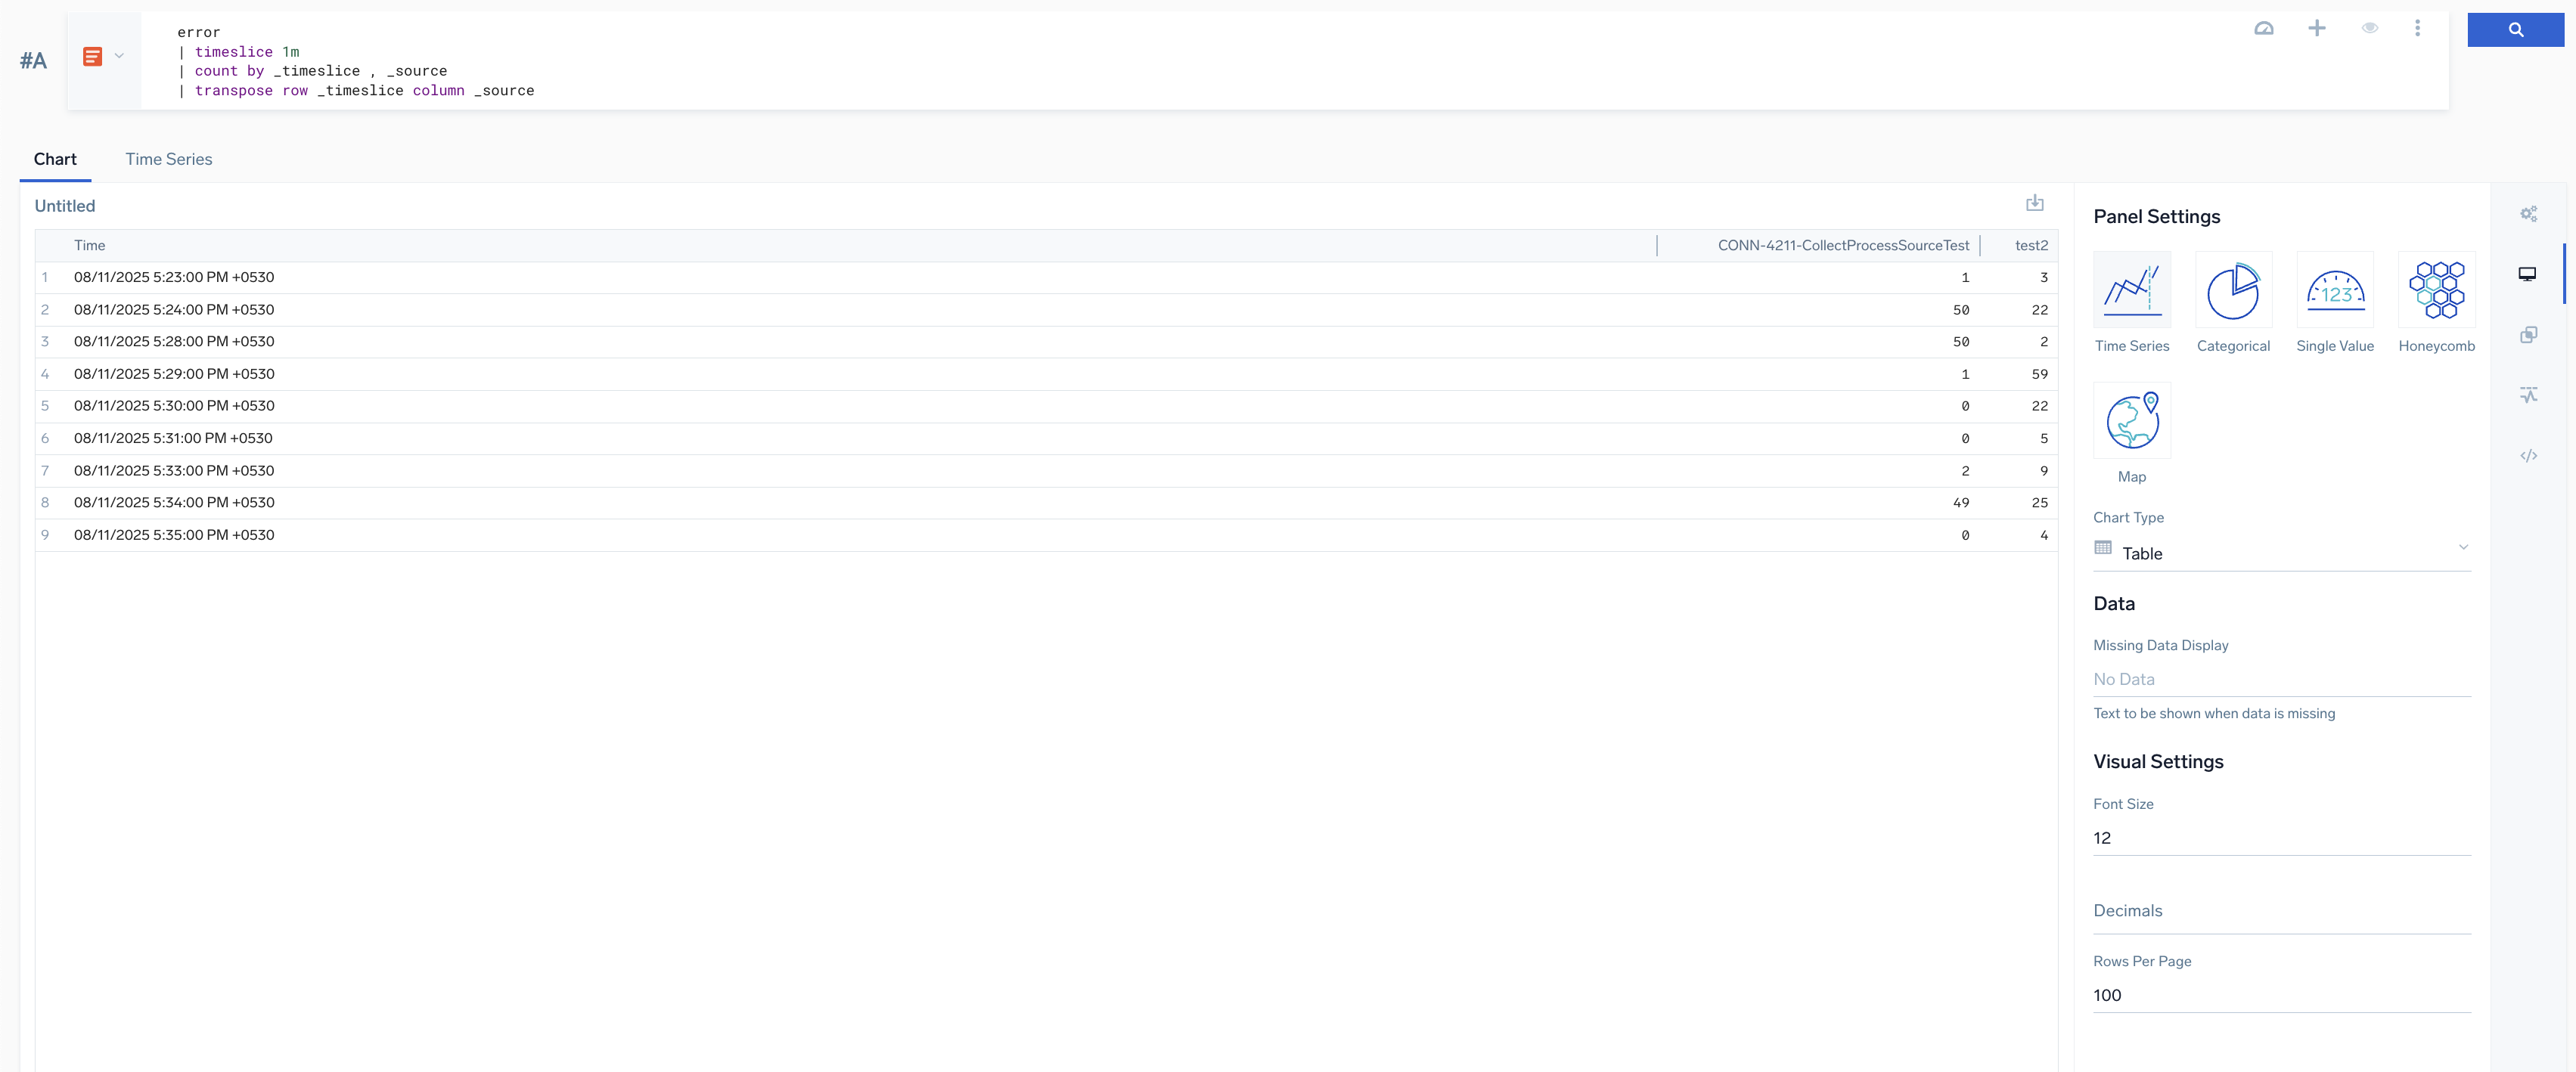 #A
error
| timeslice 1m
| count by _timeslice , _source
| transpose row _timeslice column _source
Chart Time Series
Untitled
Time CONN-4211-CollectProcessSourceTest test2
1 08/11/2025 5:23:00 PM +0530 1 3
2 08/11/2025 5:24:00 PM +0530 50 22
3 08/11/2025 5:28:00 PM +0530 50 2
4 08/11/2025 5:29:00 PM +0530 1 59
5 08/11/2025 5:30:00 PM +0530 0 22
6 08/11/2025 5:31:00 PM +0530 0 5
7 08/11/2025 5:33:00 PM +0530 2 9
8 08/11/2025 5:34:00 PM +0530 49 25
9 08/11/2025 5:35:00 PM +0530 0 4
Panel Settings
123
Time Series Categorical Single Value Honeycomb
Map
Chart Type
Table
Data
Missing Data Display
No Data
Text to be shown when data is missing
Visual Settings
Font Size
12
Decimals
Rows Per Page
100